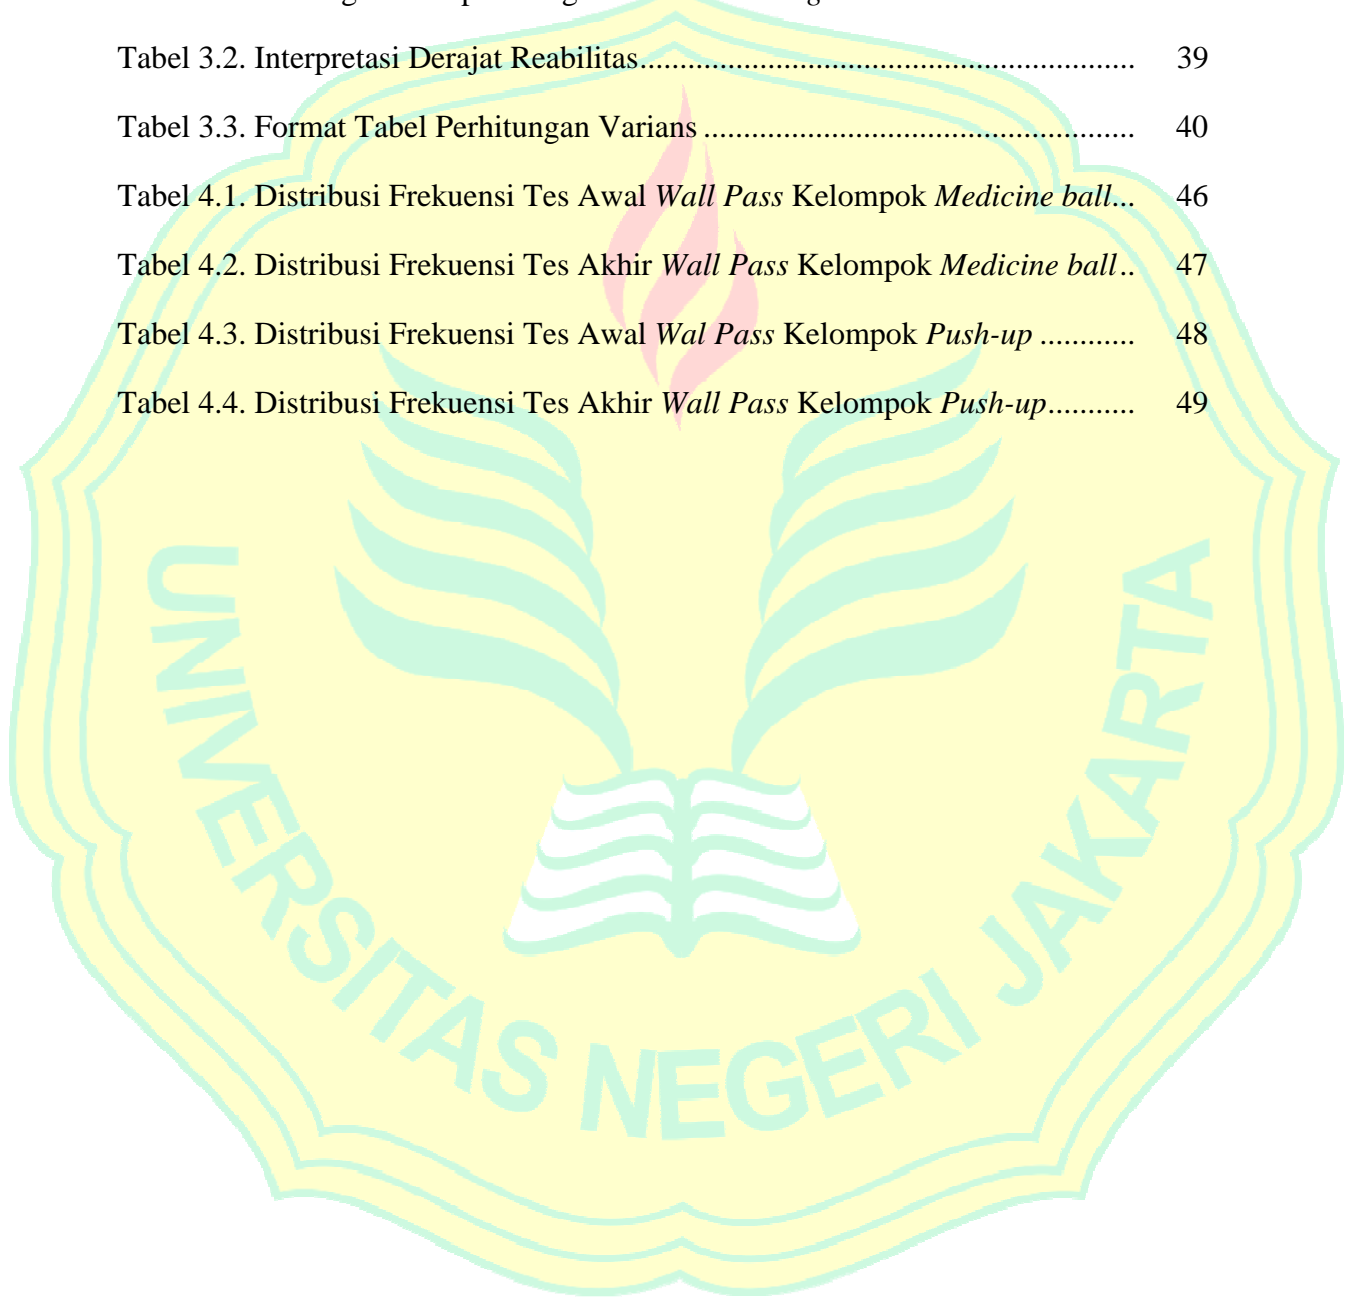 Tabel 3.2. Interpretasi Derajat Reabilitas............................................................. 39
Tabel 3.3. Format Tabel Perhitungan Varians ..................................................... 40
Tabel 4.1. Distribusi Frekuensi Tes Awal Wall Pass Kelompok Medicine ball... 46
Tabel 4.2. Distribusi Frekuensi Tes Akhir Wall Pass Kelompok Medicine ball.. 47
Tabel 4.3. Distribusi Frekuensi Tes Awal Wal Pass Kelompok Push-up ............ 48
Tabel 4.4. Distribusi Frekuensi Tes Akhir Wall Pass Kelompok Push-up........... 49
UNIVERSITAS NEGERI JAKARTA